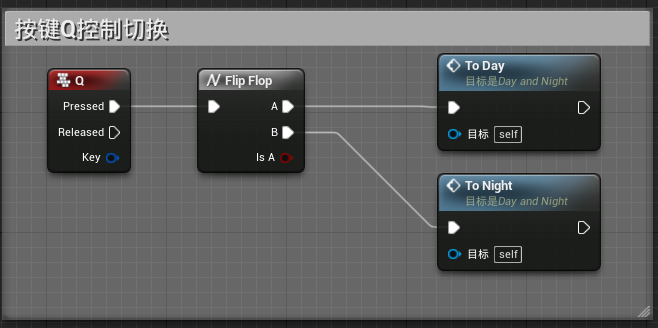 按键Q控制切换
Q
Pressed
Released
Key
Flip Flop
A
B
Is A
To Day
目标是Day and Night
目标 self
To Night
目标是Day and Night
目标 self